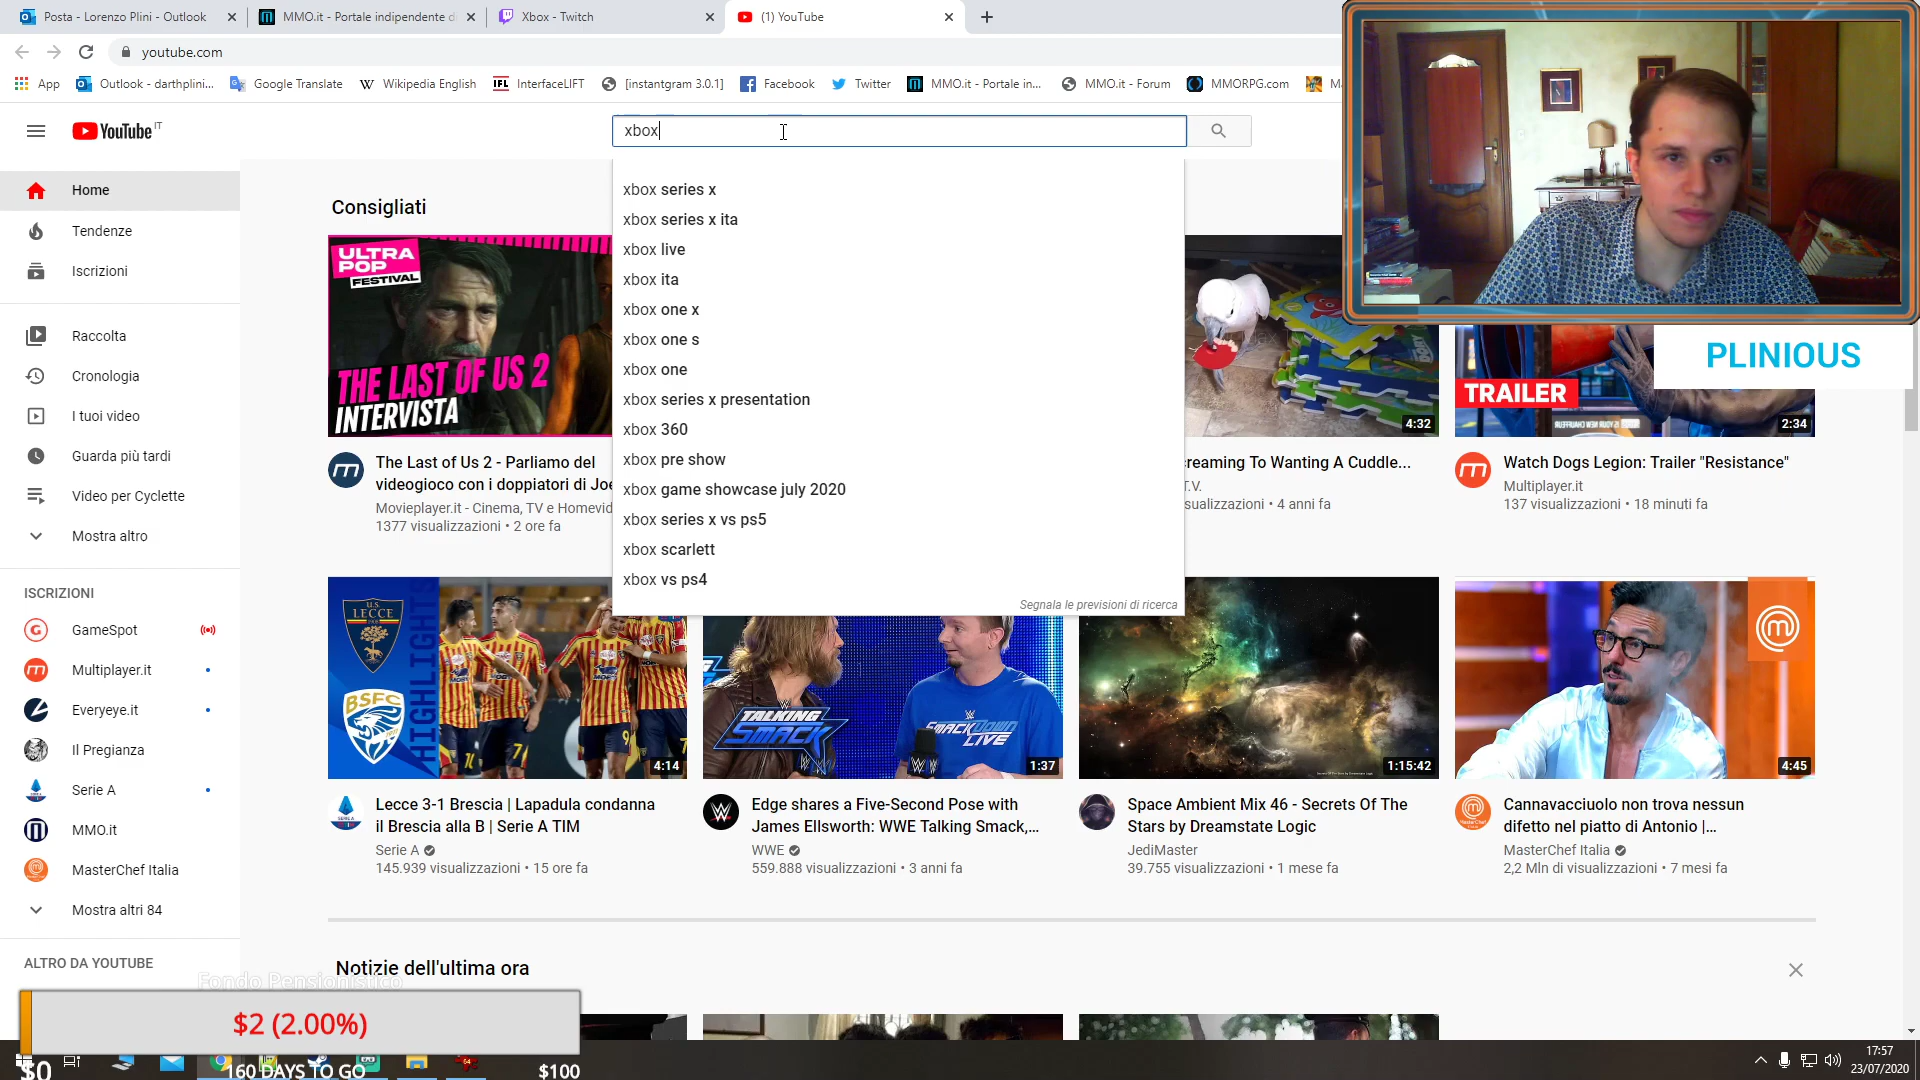 Posta - Lorenzo Plini - Outlook
MMO.it - Portale indipendente d
Xbox - Twitch
(1) YouTube
youtube.com
App
Outlook - darthplini...
Google Translate
Wikipedia English
IFL InterfaceLIFT
[instantgram 3.0.1]
Facebook
Twitter
MMO.it - Portale in...
MMO.it - Forum
MMORPG.com
YouTube IT
xbox
Home
Tendenze
Iscrizioni
Raccolta
Cronologia
I tuoi video
Guarda più tardi
Video per Cyclette
Mostra altro
ISCRIZIONI
GameSpot
Multiplayer.it
Everyeye.it
Il Pregianza
Serie A
MMO.it
MasterChef Italia
Mostra altri 84
ALTRO DA YOUTUBE
xbox series x
xbox series x ita
xbox live
xbox ita
xbox one x
xbox one s
xbox one
xbox series x presentation
xbox 360
xbox pre show
xbox game showcase july 2020
xbox series x vs ps5
xbox scarlett
xbox vs ps4
Segnala le previsioni di ricerca
Consigliati
ULTRA
POP
FESTIVAL
THE LAST OF US 2
INTERVISTA
The Last of Us 2 - Parliamo del
videogioco con i doppiatori di Joe
Movieplayer.it - Cinema, TV e Homevid
1377 visualizzazioni • 2 ore fa
4:32
creaming To Wanting A Cuddle...
T.V.
sualizzazioni • 4 anni fa
TRAILER
2:34
Watch Dogs Legion: Trailer "Resistance"
Multiplayer.it
137 visualizzazioni • 18 minuti fa
PLINIOUS
U.S.
LECCE
BSFC
HIGHLIGHTS
4:14
Lecce 3-1 Brescia | Lapadula condanna
il Brescia alla B | Serie A TIM
Serie A
145.939 visualizzazioni • 15 ore fa
TALKING
SMACK
SMACKDOWN
LIVE
1:37
Edge shares a Five-Second Pose with
James Ellsworth: WWE Talking Smack,...
WWE
559.888 visualizzazioni • 3 anni fa
1:15:42
Space Ambient Mix 46 - Secrets Of The
Stars by Dreamstate Logic
JediMaster
39.755 visualizzazioni • 1 mese fa
4:45
Cannavacciuolo non trova nessun
difetto nel piatto di Antonio |...
MasterChef Italia
2,2 Mln di visualizzazioni • 7 mesi fa
Notizie dell'ultima ora
Fondo Pensionistico
$2 (2.00%)
$0
160 DAYS TO GO
$100
17:57
23/07/2020